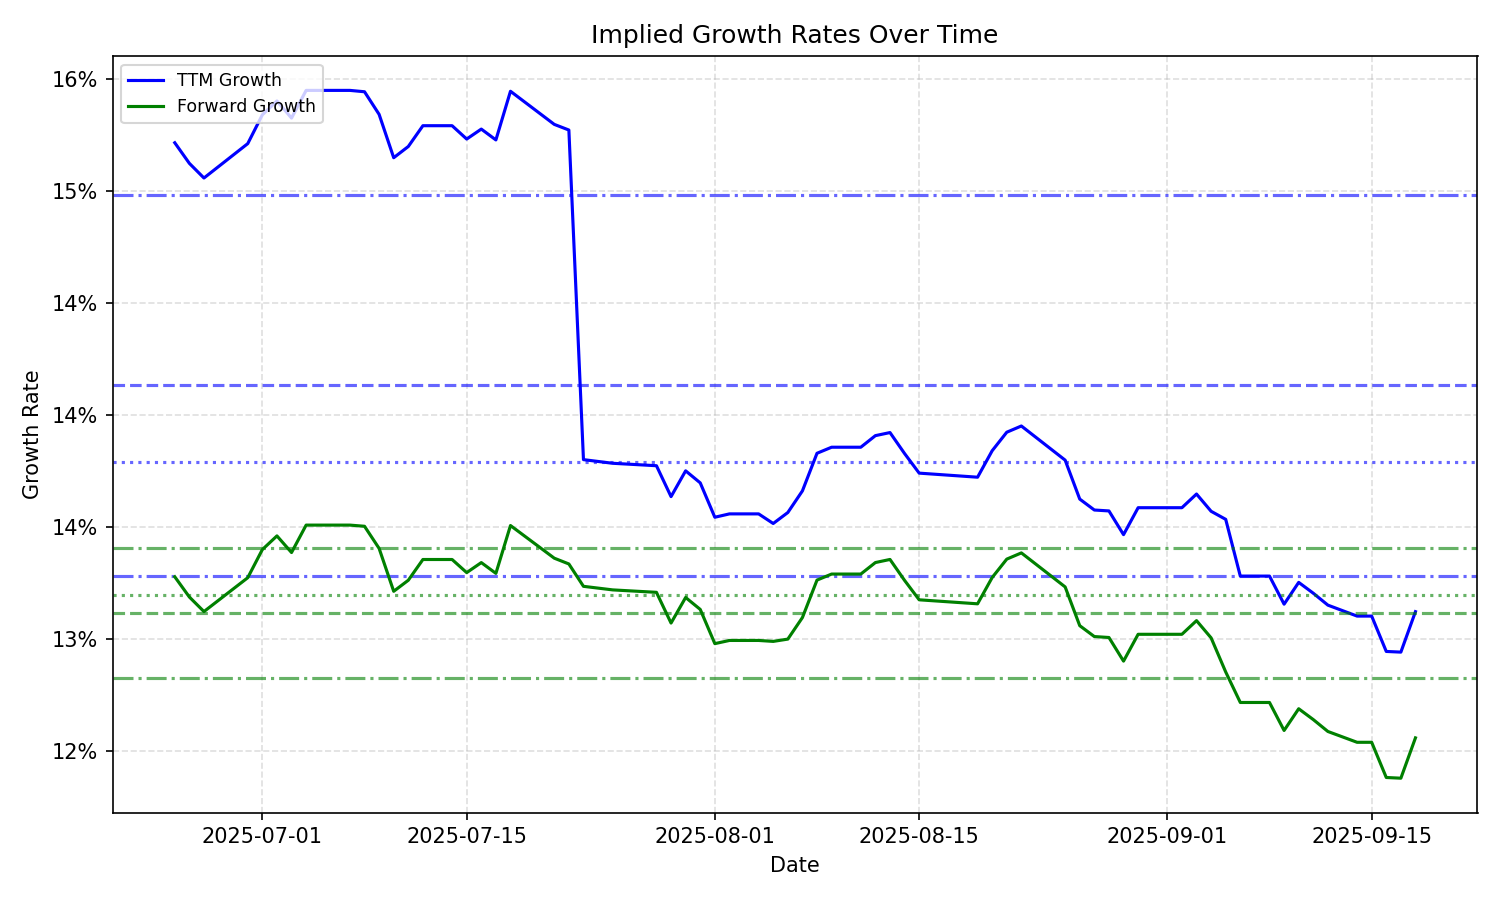 Implied Growth Rates Over Time
TTM Growth
Forward Growth
16%
15%
14%
14%
14%
13%
12%
Growth Rate
2025-07-01
2025-07-15
2025-08-01
2025-08-15
2025-09-01
2025-09-15
Date